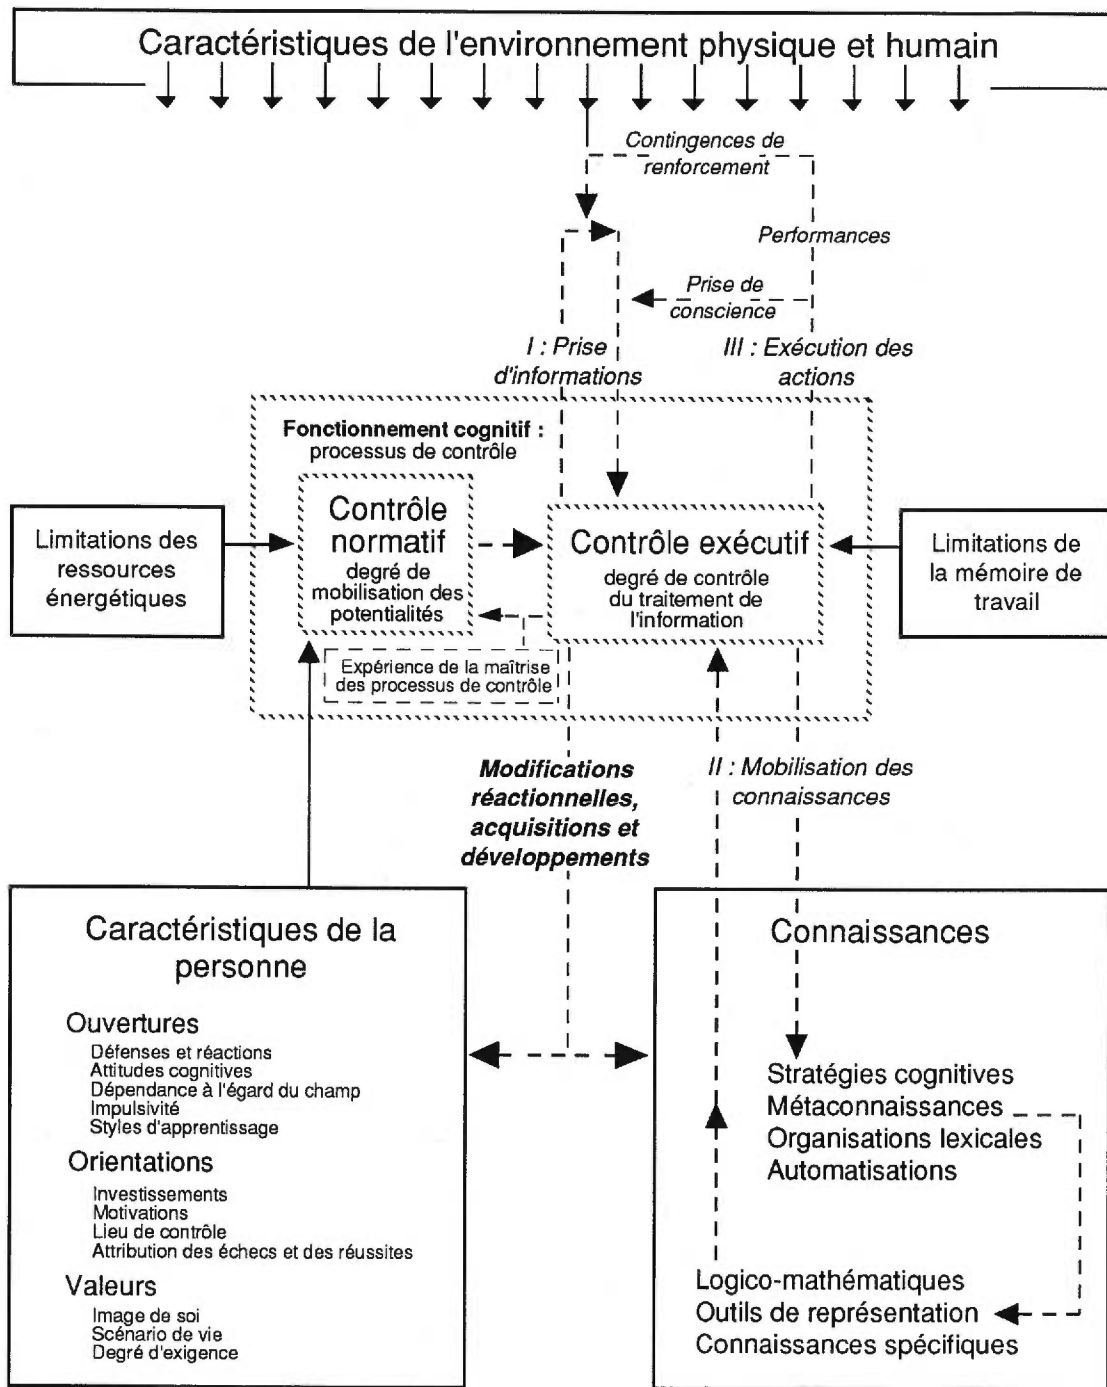 Caractéristiques de l'environnement physique et humain
Contingences de
renforcement
Performances
Prise de
conscience
I : Prise
d'informations
III : Exécution des
actions
Fonctionnement cognitif :
processus de contrôle
Contrôle
normatif
degré de
mobilisation des
potentialités
Contrôle exécutif
degré de contrôle
du traitement de
l'information
Limitations des
ressources
énergétiques
Limitations de
la mémoire de
travail
Expérience de la maîtrise
des processus de contrôle
Modifications
réactionnelles,
acquisitions et
développements
II : Mobilisation des
connaissances
Caractéristiques de la
personne
Ouvertures
Défenses et réactions
Attitudes cognitives
Dépendance à l'égard du champ
Impulsivité
Styles d'apprentissage
Orientations
Investissements
Motivations
Lieu de contrôle
Attribution des échecs et des réussites
Valeurs
Image de soi
Scénario de vie
Degré d'exigence
Connaissances
Stratégies cognitives
Métaconnaissances
Organisations lexicales
Automatisations
Logico-mathématiques
Outils de représentation
Connaissances spécifiques